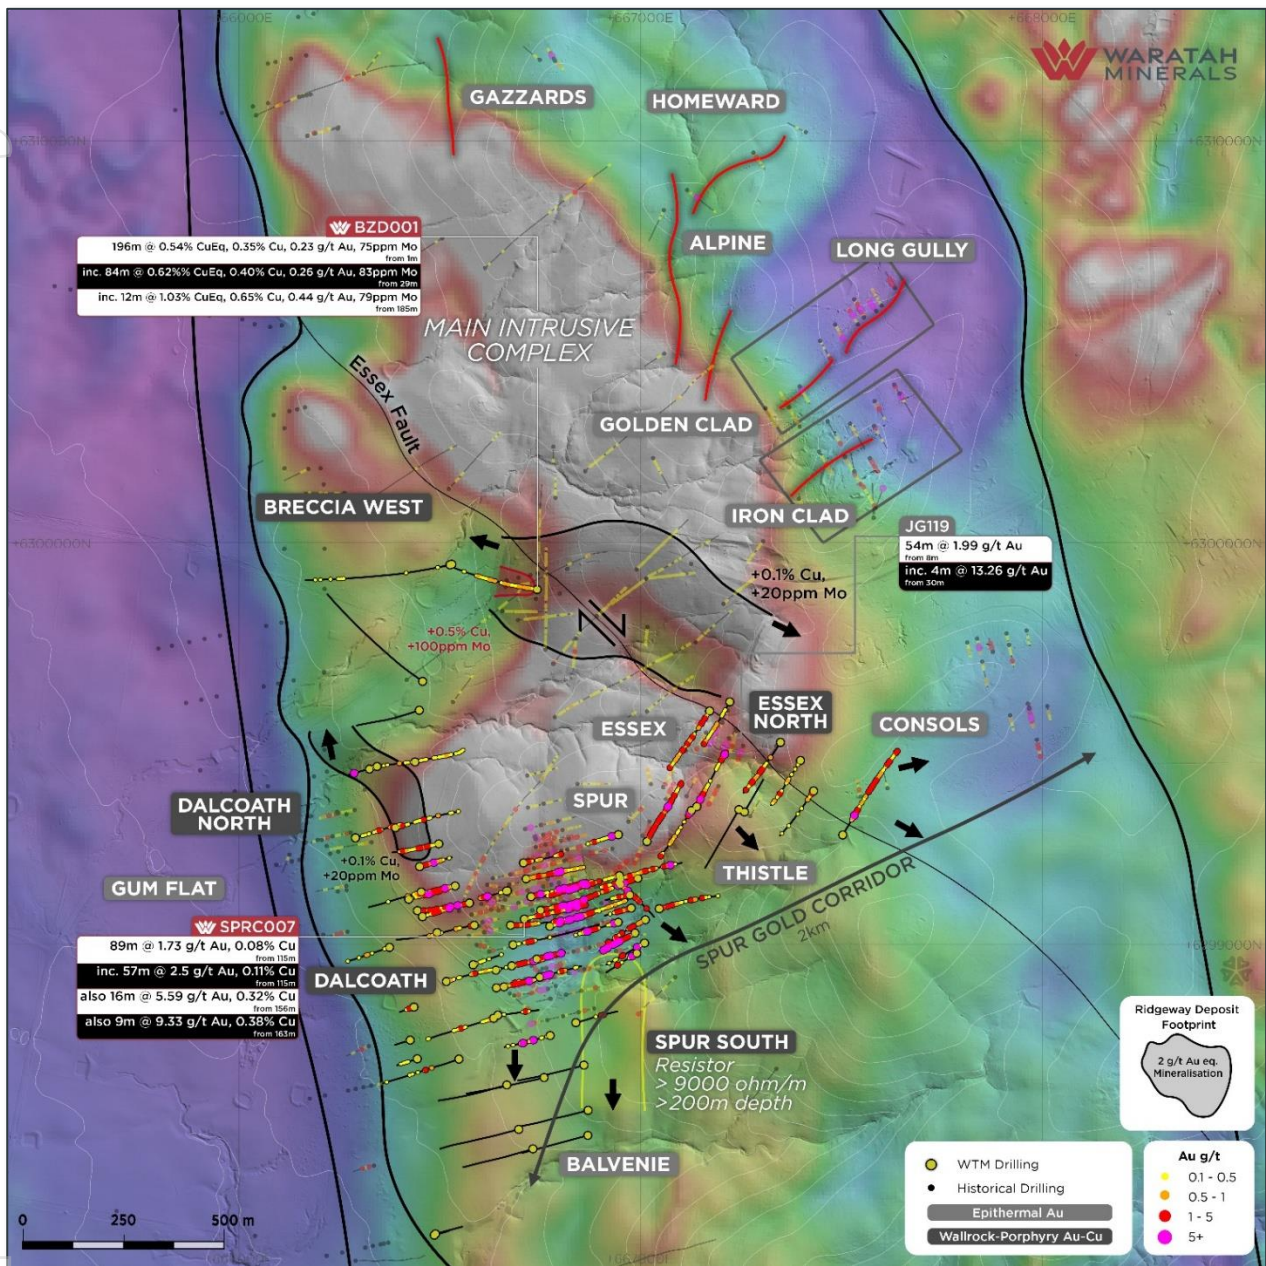 +666000E
+667000E
+668000E
WARATAH
MINERALS
GAZZARDS
HOMEWARD
+6310000N
+6310000N
BZD001
196m @ 0.54% CuEq, 0.35% Cu, 0.23 g/t Au, 75ppm Mo
from 1m
inc. 84m @ 0.62%% CuEq, 0.40% Cu, 0.26 g/t Au, 83ppm Mo
from 29m
inc. 12m @ 1.03% CuEq, 0.65% Cu, 0.44 g/t Au, 79ppm Mo
from 185m
ALPINE
LONG GULLY
MAIN INTRUSIVE
COMPLEX
Essex Fault
GOLDEN CLAD
BRECCIA WEST
IRON CLAD
JG119
54m @ 1.99 g/t Au
from 8m
inc. 4m @ 13.26 g/t Au
from 30m
+6300000N
+6300000N
+0.1% Cu,
+20ppm Mo
+0.5% Cu,
+100ppm Mo
ESSEX
ESSEX
NORTH
CONSOLS
DALCOATH
NORTH
SPUR
+0.1% Cu,
+20ppm Mo
THISTLE
GUM FLAT
SPUR GOLD CORRIDOR
2km
SPRC007
89m @ 1.73 g/t Au, 0.08% Cu
from 115m
inc. 57m @ 2.5 g/t Au, 0.11% Cu
from 115m
also 16m @ 5.59 g/t Au, 0.32% Cu
from 156m
also 9m @ 9.33 g/t Au, 0.38% Cu
from 163m
DALCOATH
+6299000N
SPUR SOUTH
Resistor
> 9000 ohm/m
>200m depth
Ridgeway Deposit
Footprint
2 g/t Au eq.
Mineralisation
BALVENIE
WTM Drilling
Historical Drilling
Epithermal Au
Wallrock-Porphyry Au-Cu
Au g/t
0.1 - 0.5
0.5 - 1
1 - 5
5+
0 250 500 m